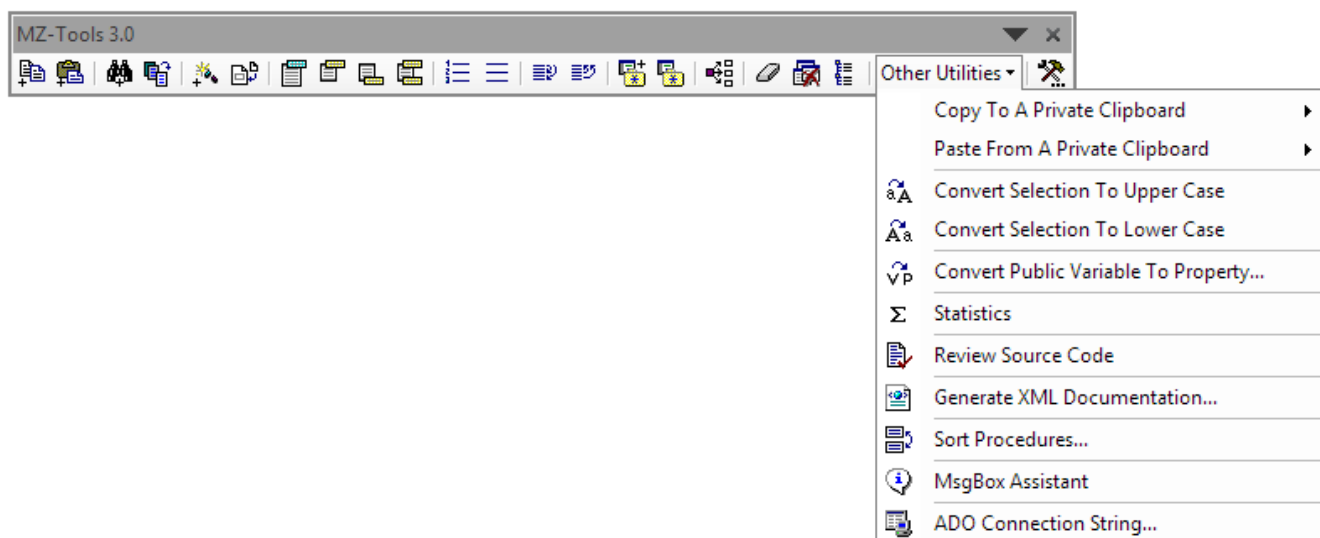 MZ-Tools 3.0
Other Utilities
Copy To A Private Clipboard
Paste From A Private Clipboard
Convert Selection To Upper Case
Convert Selection To Lower Case
Convert Public Variable To Property...
Statistics
Review Source Code
Generate XML Documentation...
Sort Procedures...
MsgBox Assistant
ADO Connection String...